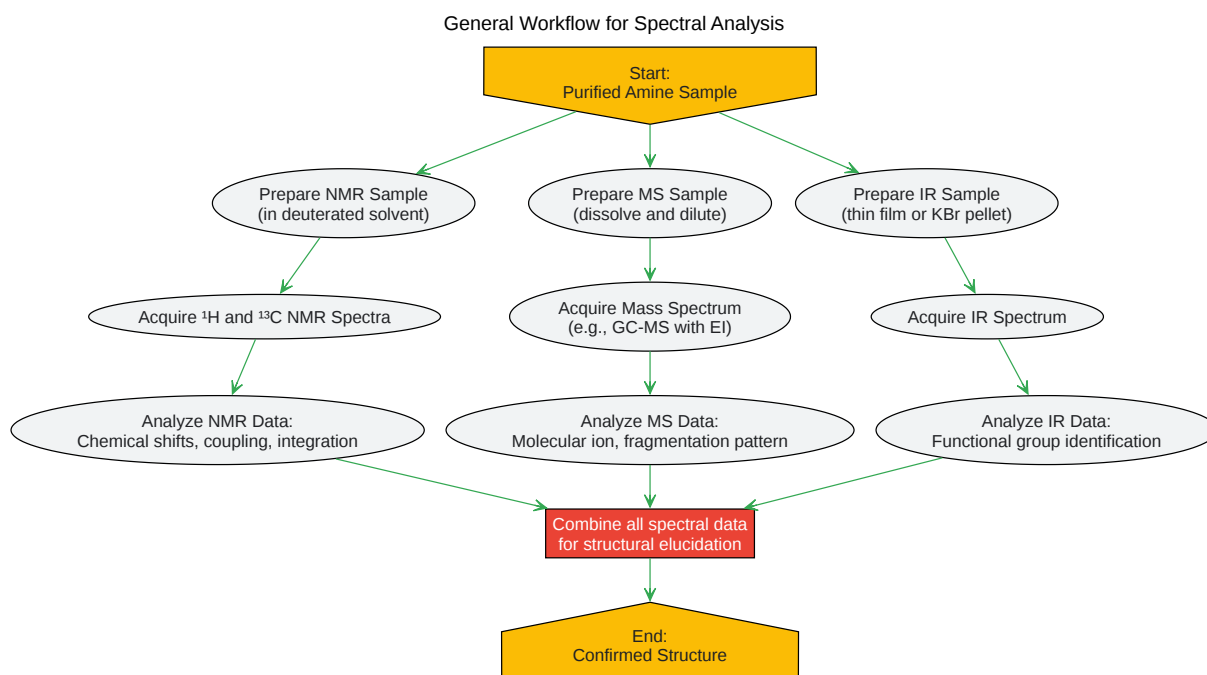 General Workflow for Spectral Analysis
Start:
Purified Amine Sample
Prepare NMR Sample
(in deuterated solvent)
Prepare MS Sample
(dissolve and dilute)
Prepare IR Sample
(thin film or KBr pellet)
Acquire ¹H and ¹³C NMR Spectra
Acquire Mass Spectrum
(e.g., GC-MS with EI)
Acquire IR Spectrum
Analyze NMR Data:
Chemical shifts, coupling, integration
Analyze MS Data:
Molecular ion, fragmentation pattern
Analyze IR Data:
Functional group identification
Combine all spectral data
for structural elucidation
End:
Confirmed Structure